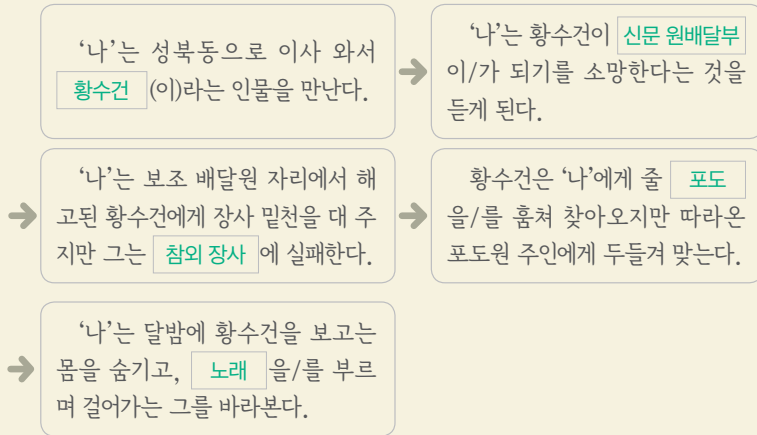 ‘나’는 성북동으로 이사 와서
황수건 (이)라는 인물을 만난다.
‘나’는 황수건이 신문 원배달부
이/가 되기를 소망한다는 것을
듣게 된다.
‘나’는 보조 배달원 자리에서 해
고된 황수건에게 장사 밑천을 대 주
지만 그는 참외 장사 에 실패한다.
황수건은 ‘나’에게 줄 포도
을/를 훔쳐 찾아오지만 따라온
포도원 주인에게 두들겨 맞는다.
‘나’는 달밤에 황수건을 보고는
몸을 숨기고, 노래 을/를 부르
며 걸어가는 그를 바라본다.